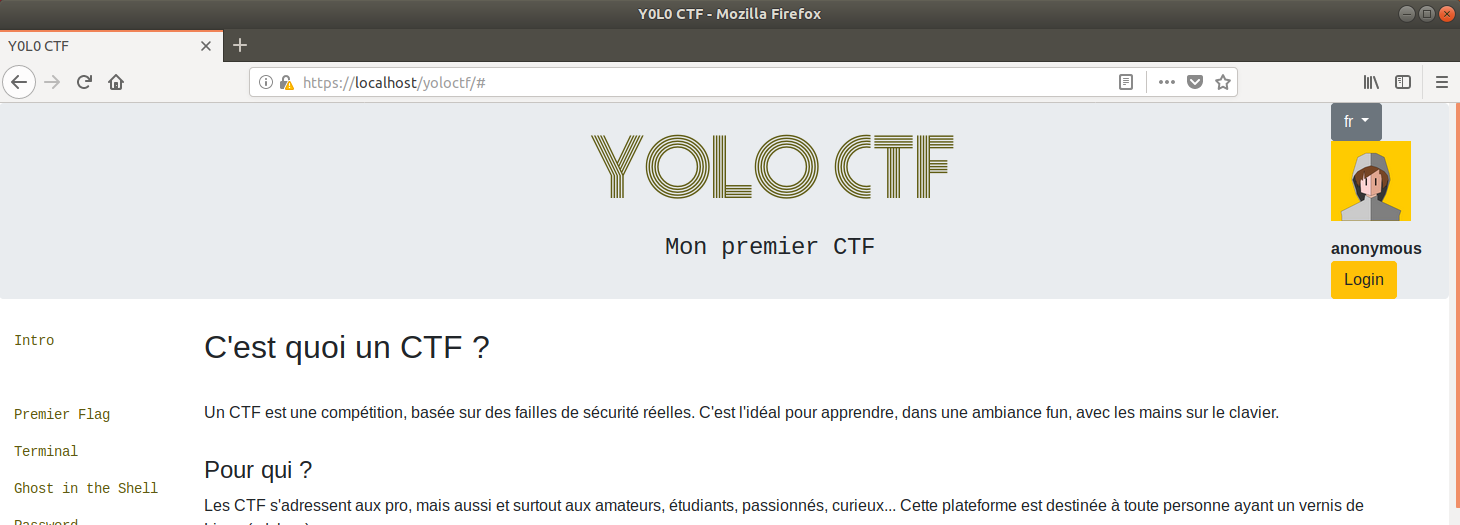 Y0L0 CTF - Mozilla Firefox
Y0L0 CTF
https://localhost/yoloctf/#
fr
YOLO CTF
Mon premier CTF
anonymous
Login
Intro
Premier Flag
Terminal
Ghost in the Shell
Password
C'est quoi un CTF ?
Un CTF est une compétition, basée sur des failles de sécurité réelles. C'est l'idéal pour apprendre, dans une ambiance fun, avec les mains sur le clavier.
Pour qui ?
Les CTF s'adressent aux pro, mais aussi et surtout aux amateurs, étudiants, passionnés, curieux... Cette plateforme est destinée à toute personne ayant un vernis de